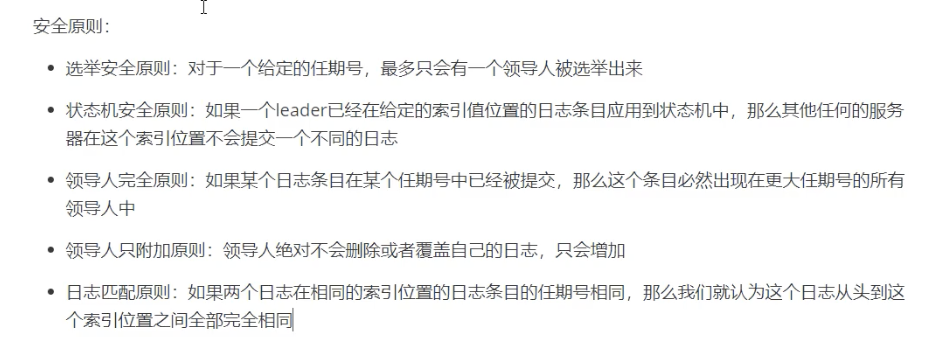 安全原则：
选举安全原则：对于一个给定的任期号，最多只会有一个领导人被选举出来
状态机安全原则：如果一个leader已经在给定的索引值位置的日志条目应用到状态机中，那么其他任何的服务
器在这个索引位置不会提交一个不同的日志
领导人完全原则：如果某个日志条目在某个任期号中已经被提交，那么这个条目必然出现在更大任期号的所有
领导人中
领导人只附加原则：领导人绝对不会删除或者覆盖自己的日志，只会增加
日志匹配原则：如果两个日志在相同的索引位置的日志条目的任期号相同，那么我们就认为这个日志从头到这
个索引位置之间全部完全相同